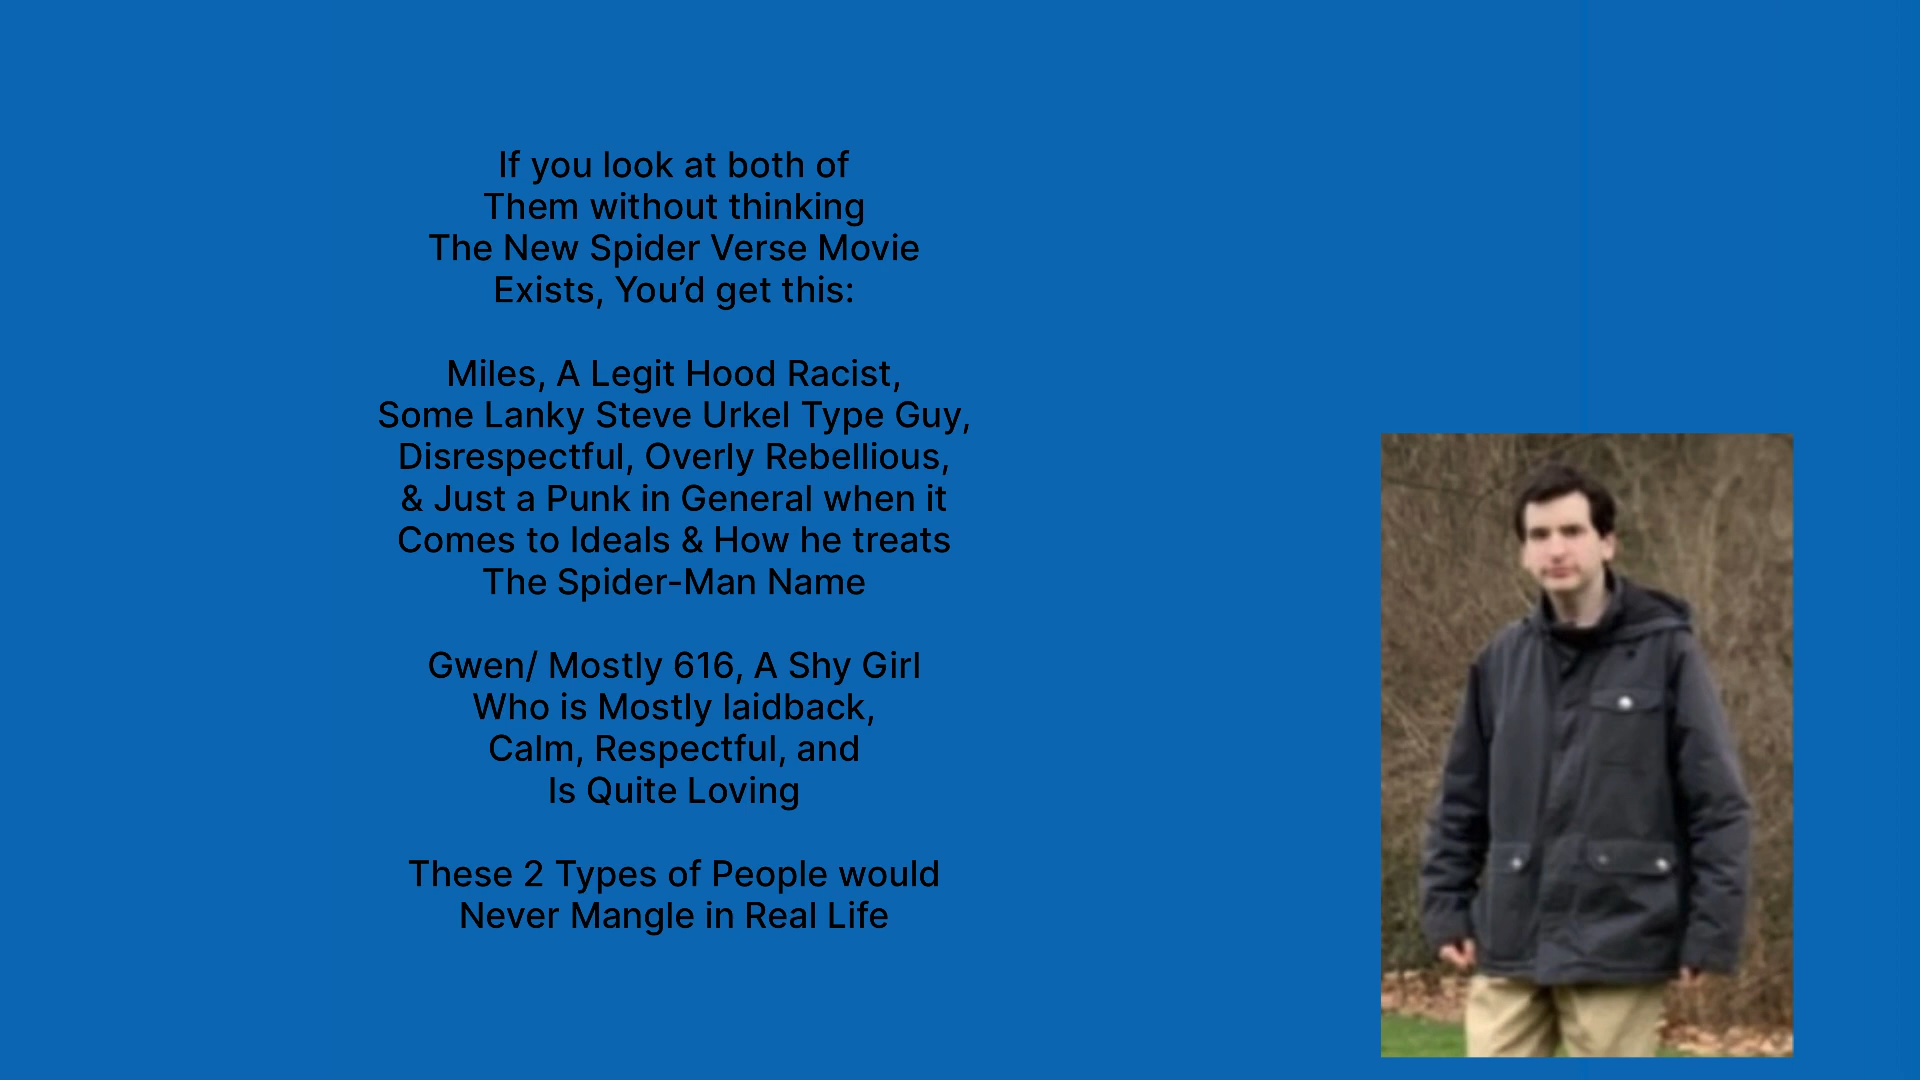 If you look at both of
Them without thinking
The New Spider Verse Movie
Exists, You’d get this:
Miles, A Legit Hood Racist,
Some Lanky Steve Urkel Type Guy,
Disrespectful, Overly Rebellious,
& Just a Punk in General when it
Comes to Ideals & How he treats
The Spider-Man Name
Gwen/ Mostly 616, A Shy Girl
Who is Mostly laidback,
Calm, Respectful, and
Is Quite Loving
These 2 Types of People would
Never Mangle in Real Life